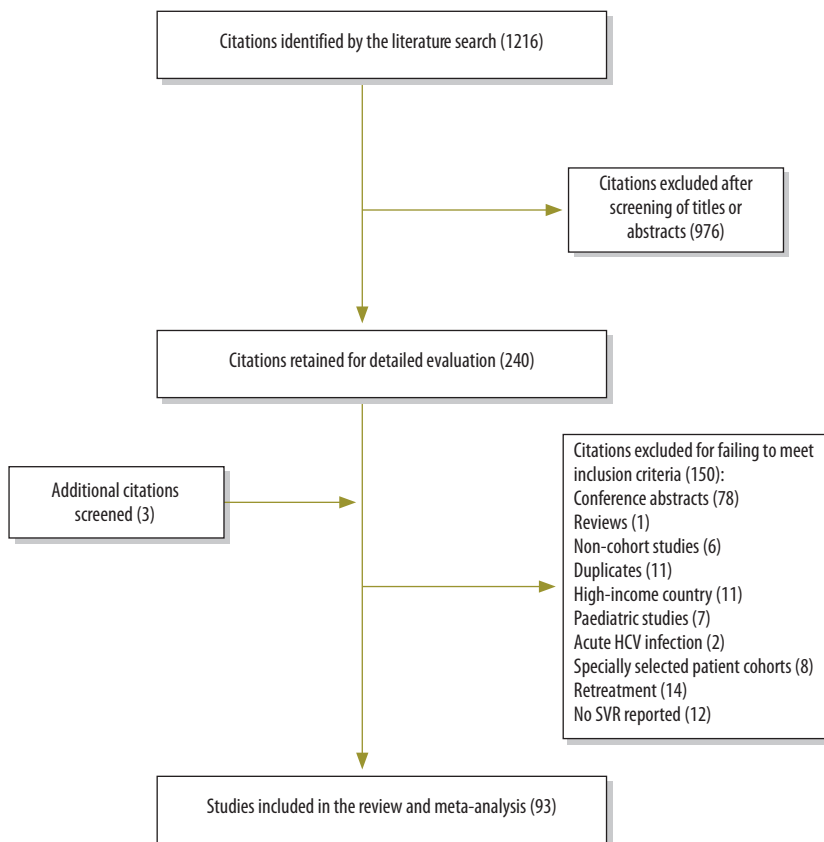 Citations identified by the literature search (1216)
Citations excluded after
screening of titles or
abstracts (976)
Citations retained for detailed evaluation (240)
Additional citations
screened (3)
Citations excluded for failing to meet
inclusion criteria (150):
Conference abstracts (78)
Reviews (1)
Non-cohort studies (6)
Duplicates (11)
High-income country (11)
Paediatric studies (7)
Acute HCV infection (2)
Specially selected patient cohorts (8)
Retreatment (14)
No SVR reported (12)
Studies included in the review and meta-analysis (93)